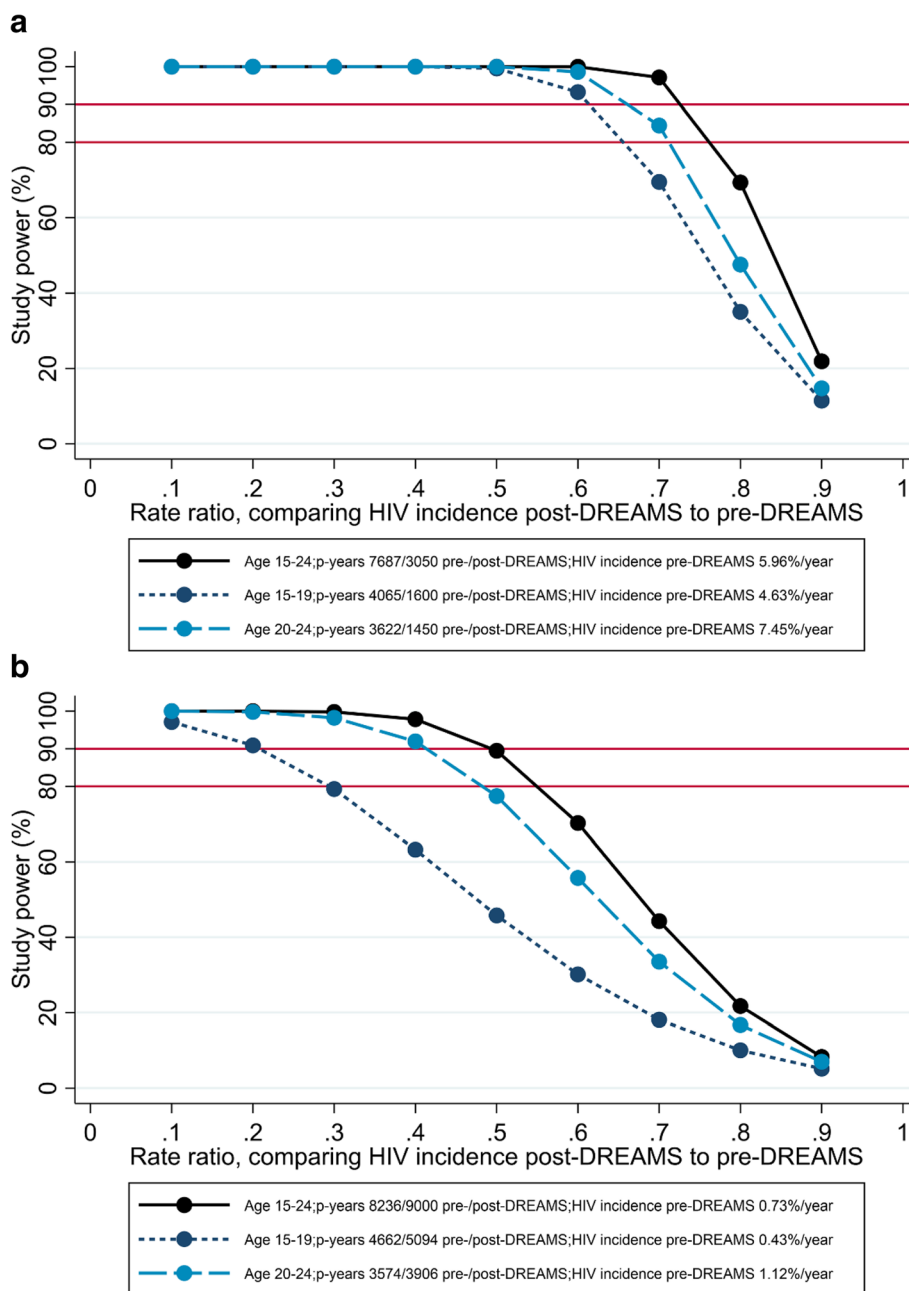 a
100
90
80
60
40
20
0
Study power (%)
0 .1 .2 .3 .4 .5 .6 .7 .8 .9 1
Rate ratio, comparing HIV incidence post-DREAMS to pre-DREAMS
Age 15-24;p-years 7687/3050 pre-/post-DREAMS;HIV incidence pre-DREAMS 5.96%/year
Age 15-19;p-years 4065/1600 pre-/post-DREAMS;HIV incidence pre-DREAMS 4.63%/year
Age 20-24;p-years 3622/1450 pre-/post-DREAMS;HIV incidence pre-DREAMS 7.45%/year
b
100
90
80
60
40
20
0
Study power (%)
0 .1 .2 .3 .4 .5 .6 .7 .8 .9 1
Rate ratio, comparing HIV incidence post-DREAMS to pre-DREAMS
Age 15-24;p-years 8236/9000 pre-/post-DREAMS;HIV incidence pre-DREAMS 0.73%/year
Age 15-19;p-years 4662/5094 pre-/post-DREAMS;HIV incidence pre-DREAMS 0.43%/year
Age 20-24;p-years 3574/3906 pre-/post-DREAMS;HIV incidence pre-DREAMS 1.12%/year